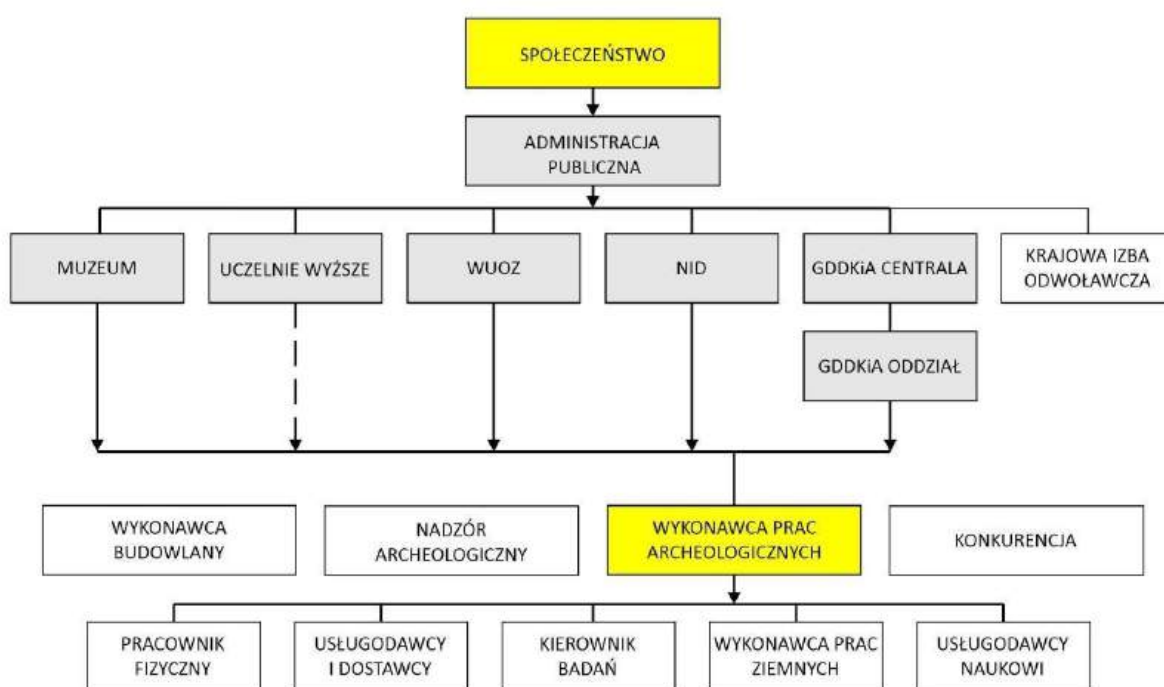 SPOŁECZEŃSTWO
ADMINISTRACJA
PUBLICZNA
MUZEUM
UCZELNIE WYŻSZE
WUOZ
NID
GDDKiA CENTRALA
KRAJOWA IZBA
ODWOŁAWCZA
GDDKiA ODDZIAŁ
WYKONAWCA
BUDOWLANY
NADZÓR
ARCHEOLOGICZNY
WYKONAWCA PRAC
ARCHEOLOGICZNYCH
KONKURENCJA
PRACOWNIK
FIZYCZNY
USŁUGODAWCY
I DOSTAWCY
KIEROWNIK
BADAŃ
WYKONAWCA PRAC
ZIEMNYCH
USŁUGODAWCY
NAUKOWI